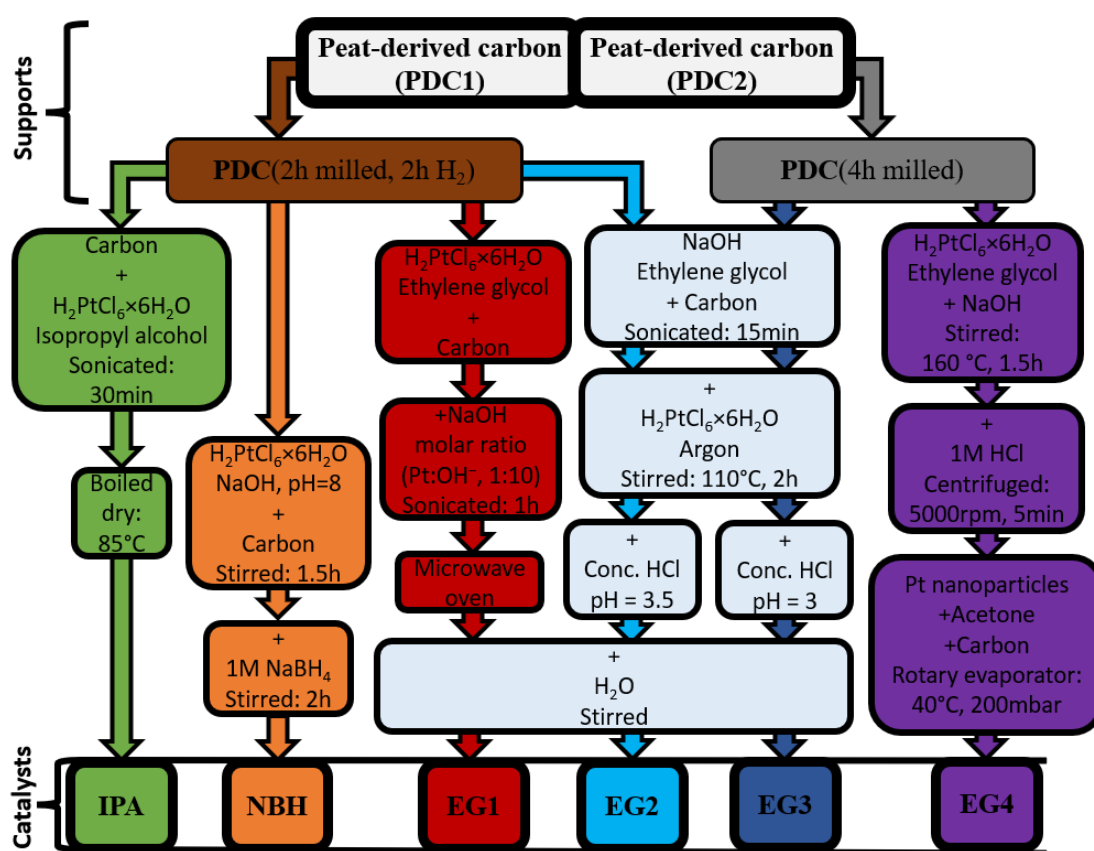 Supports
Peat-derived carbon
(PDC1)
Peat-derived carbon
(PDC2)
PDC(2h milled, 2h H₂)
PDC(4h milled)
Carbon
+
H₂PtCl₆×6H₂O
Isopropyl alcohol
Sonicated:
30min
Boiled
dry:
85°C
H₂PtCl₆×6H₂O
NaOH, pH=8
+
Carbon
Stirred: 1.5h
+
1M NaBH₄
Stirred: 2h
H₂PtCl₆×6H₂O
Ethylene glycol
+
Carbon
+NaOH
molar ratio
(Pt:OH⁻, 1:10)
Sonicated: 1h
Microwave
oven
NaOH
Ethylene glycol
+ Carbon
Sonicated: 15min
+
H₂PtCl₆×6H₂O
Argon
Stirred: 110°C, 2h
+
Conc. HCl
pH = 3.5
+
Conc. HCl
pH = 3
+
H₂O
Stirred
H₂PtCl₆×6H₂O
Ethylene glycol
+ NaOH
Stirred:
160 °C, 1.5h
+
1M HCl
Centrifuged:
5000rpm, 5min
Pt nanoparticles
+Acetone
+Carbon
Rotary evaporator:
40°C, 200mbar
Catalysts
IPA
NBH
EG1
EG2
EG3
EG4